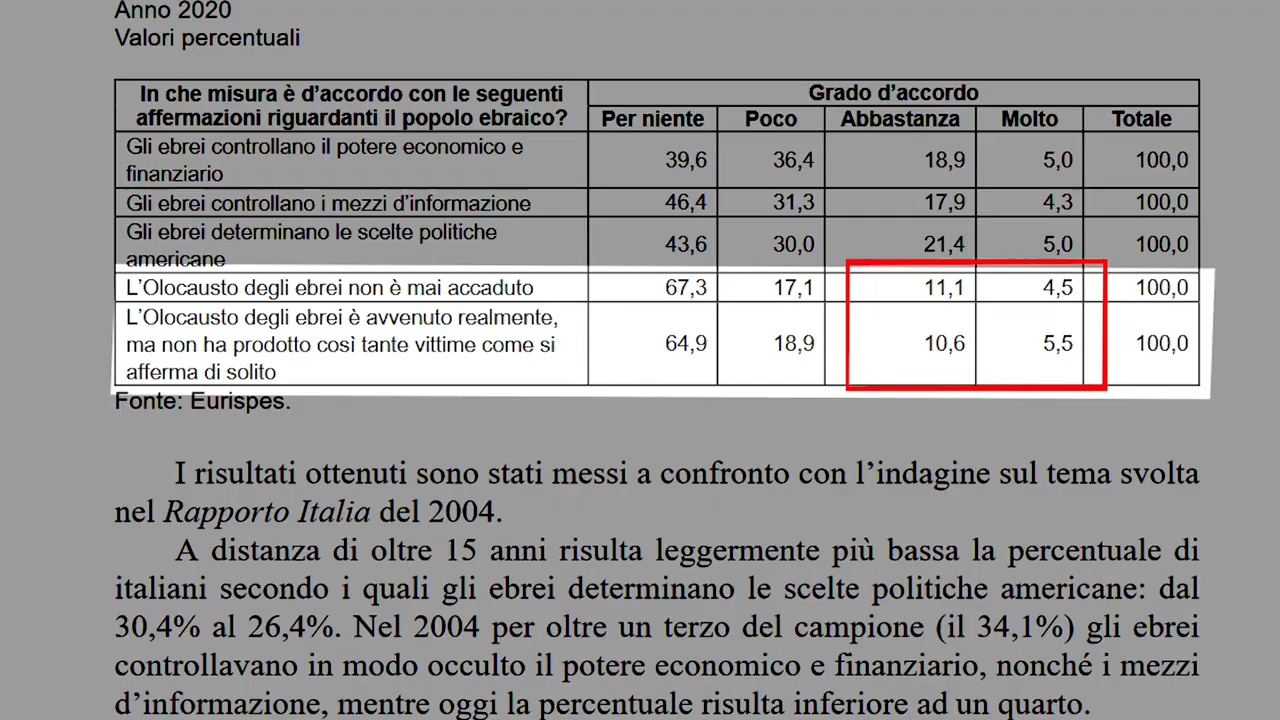 Anno 2020
Valori percentuali
In che misura è d’accordo con le seguenti affermazioni riguardanti il popolo ebraico? Grado d’accordo
Per niente Poco Abbastanza Molto Totale
Gli ebrei controllano il potere economico e finanziario 39,6 36,4 18,9 5,0 100,0
Gli ebrei controllano i mezzi d’informazione 46,4 31,3 17,9 4,3 100,0
Gli ebrei determinano le scelte politiche americane 43,6 30,0 21,4 5,0 100,0
L’Olocausto degli ebrei non è mai accaduto 67,3 17,1 11,1 4,5 100,0
L’Olocausto degli ebrei è avvenuto realmente, ma non ha prodotto così tante vittime come si afferma di solito 64,9 18,9 10,6 5,5 100,0
Fonte: Eurispes.
I risultati ottenuti sono stati messi a confronto con l’indagine sul tema svolta
nel Rapporto Italia del 2004.
A distanza di oltre 15 anni risulta leggermente più bassa la percentuale di
italiani secondo i quali gli ebrei determinano le scelte politiche americane: dal
30,4% al 26,4%. Nel 2004 per oltre un terzo del campione (il 34,1%) gli ebrei
controllavano in modo occulto il potere economico e finanziario, nonché i mezzi
d’informazione, mentre oggi la percentuale risulta inferiore ad un quarto.